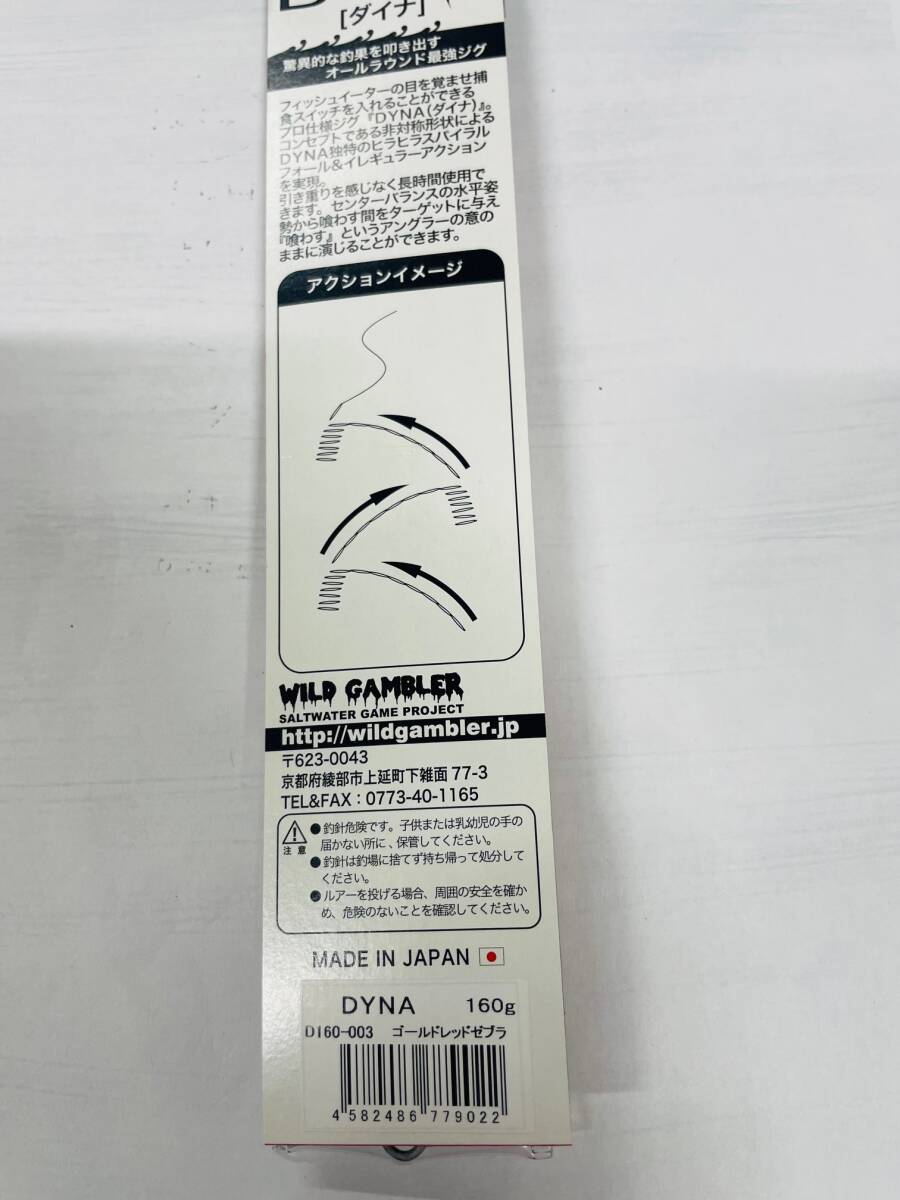 [ダイナ]
驚異的な釣果を叩き出す
オールラウンド最強ジグ
フィッシュイーターの目を覚ませ捕
食スイッチを入れることができる
プロ仕様ジグ『DYNA(ダイナ)』。
コンセプトである非対称形状による
DYNA独特のヒラヒラスパイラル
フォール&イレギュラーアクション
を実現。
引き重りを感じなく長時間使用で
きます。センターバランスの水平姿
勢から喰わす間をターゲットに与え
『喰わす』というアングラーの意の
ままに演じることができます。
アクションイメージ
WILD GAMBLER
SALTWATER GAME PROJECT
http://wildgambler.jp
〒623-0043
京都府綾部市上延町下雑面 77-3
TEL&FAX：0773-40-1165
注 意
●釣針危険です。子供または乳幼児の手の
届かない所に、保管してください。
●釣針は釣場に捨てず持ち帰って処分して
ください。
●ルアーを投げる場合、周囲の安全を確か
め、危険のないことを確認してください。
MADE IN JAPAN
DYNA 160g
D160-003 ゴールドレッドゼブラ
4 582486 779022